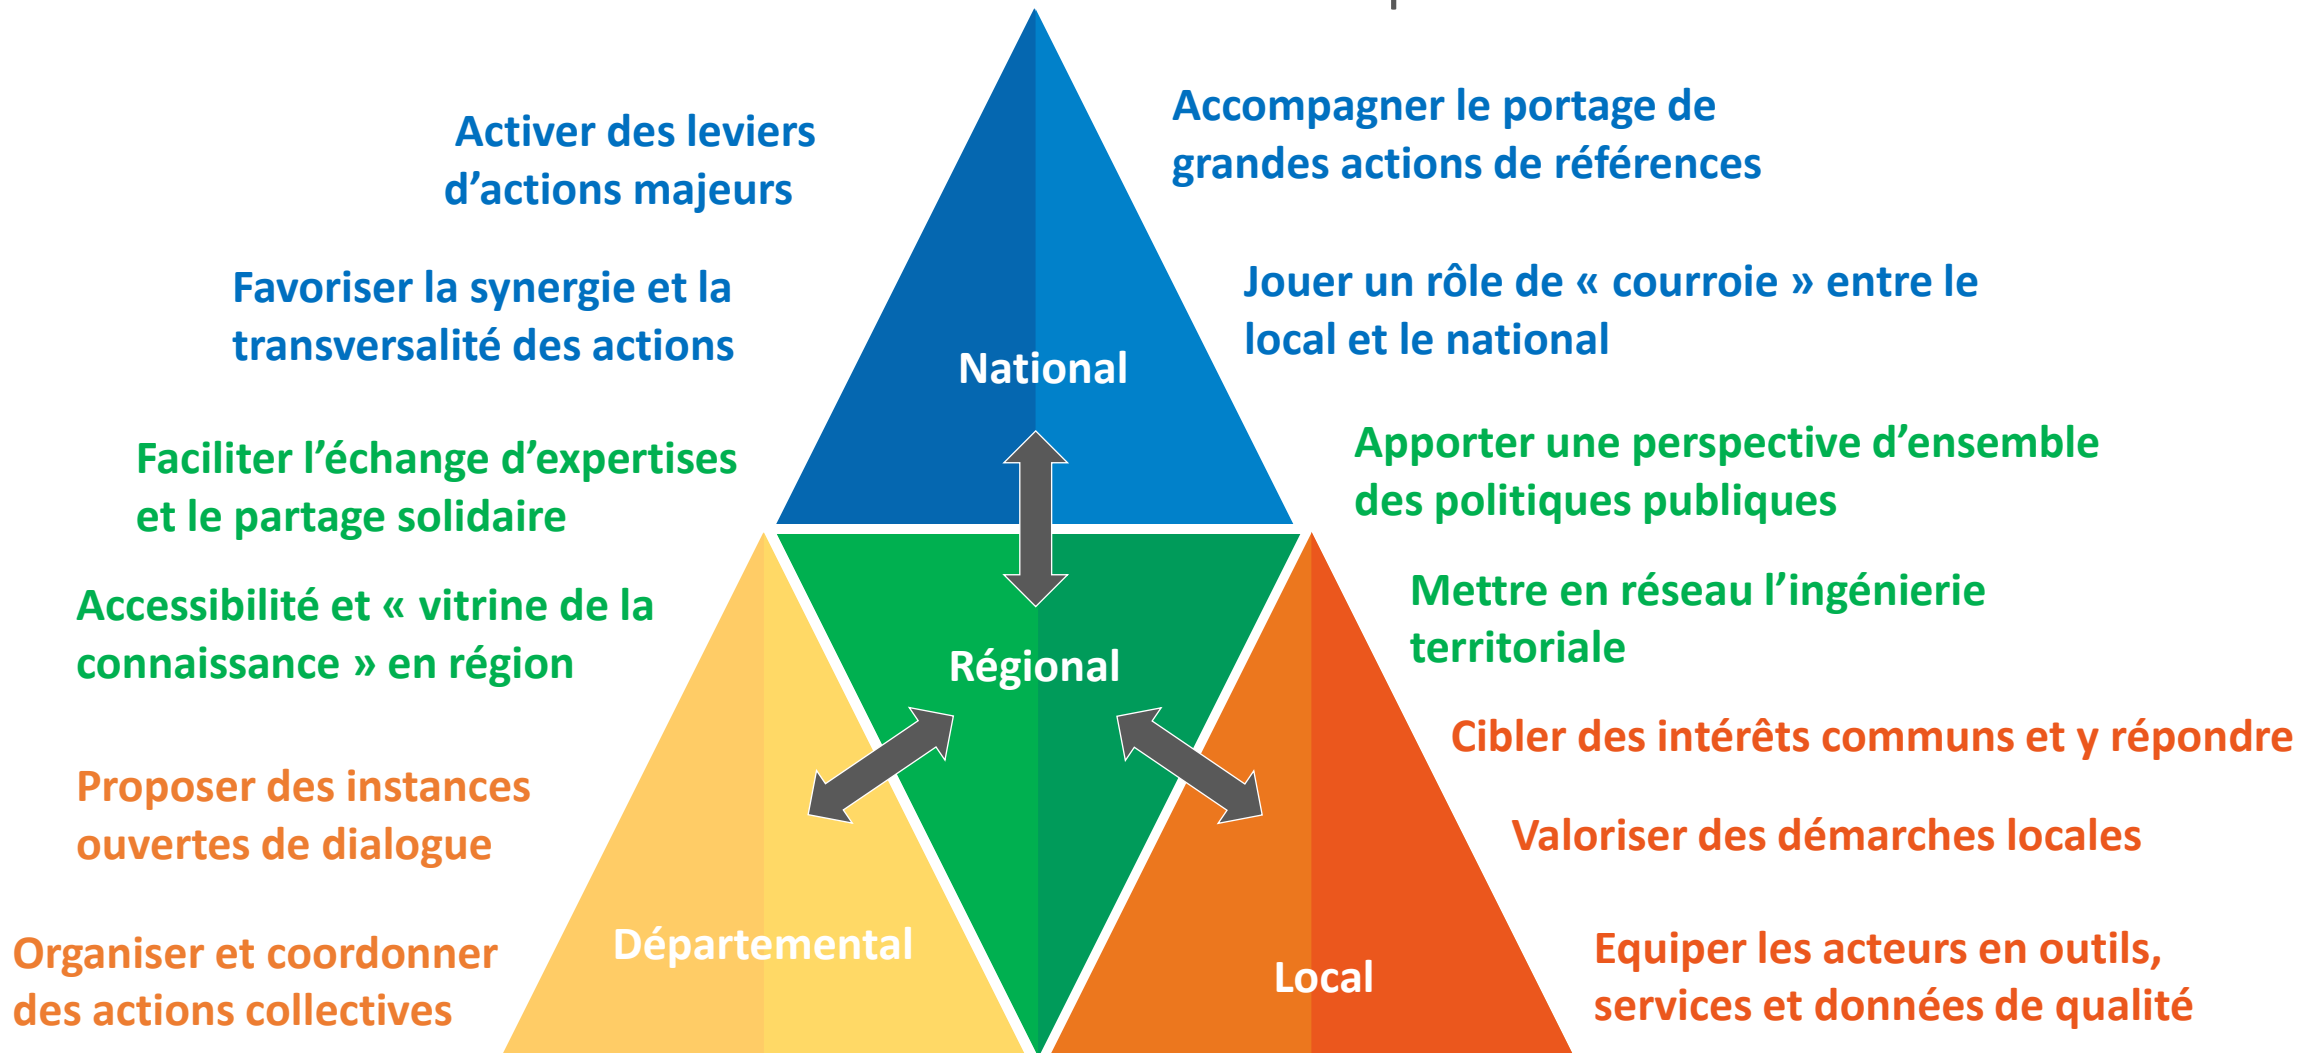 Activer des leviers
d’actions majeurs
Favoriser la synergie et la
transversalité des actions
Faciliter l’échange d’expertises
et le partage solidaire
Accessibilité et « vitrine de la
connaissance » en région
Proposer des instances
ouvertes de dialogue
Organiser et coordonner
des actions collectives
National
Régional
Départemental
Local
Accompagner le portage de
grandes actions de références
Jouer un rôle de « courroie » entre le
local et le national
Apporter une perspective d’ensemble
des politiques publiques
Mettre en réseau l’ingénierie
territoriale
Cibler des intérêts communs et y répondre
Valoriser des démarches locales
Equiper les acteurs en outils,
services et données de qualité